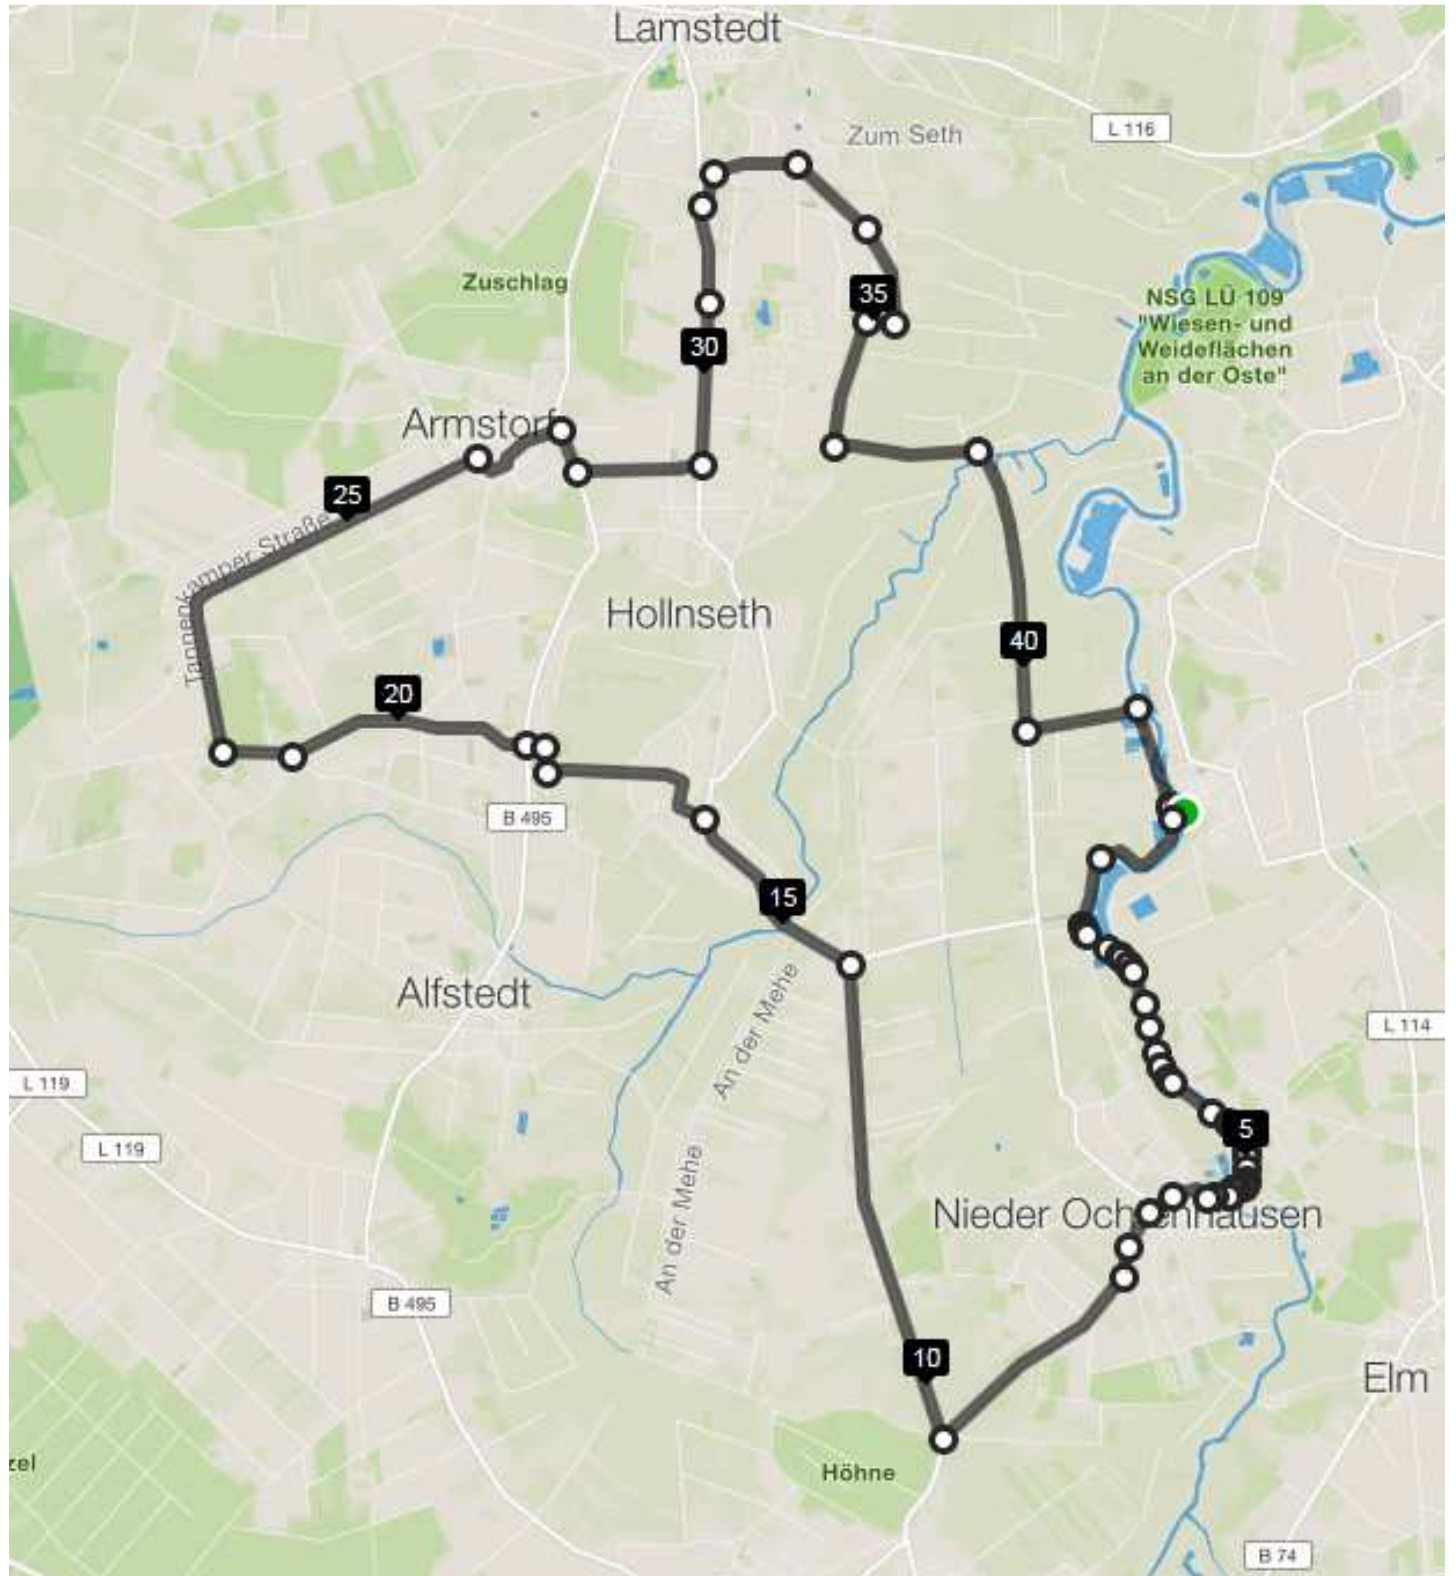 Lamstedt
L 116
Zum Seth
Zuschlag
NSG LÜ 109
"Wiesen- und
Weideflächen
an der Oste"
35
30
Armstorf
25
Tannenkamper Straße
Hollnseth
40
20
B 495
15
Alfstedt
An der Mehe
L 114
L 119
5
L 119
An der Mehe
Nieder Ochtenhausen
B 495
10
Elm
Höhne
zel
B 74